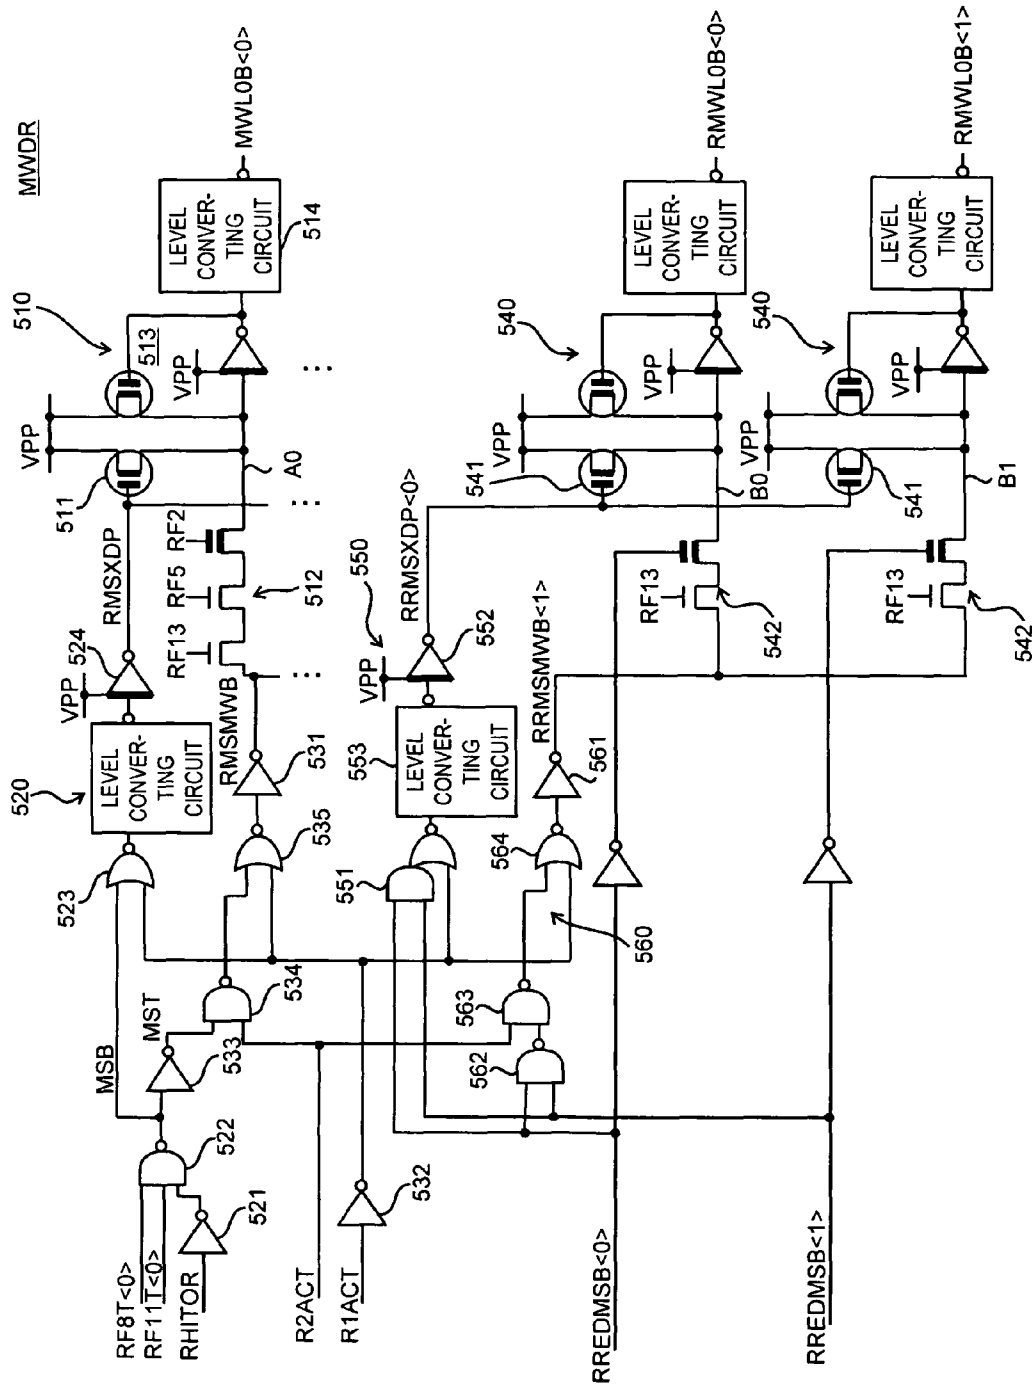 MWDR
VPP
510
513
511
A0
LEVEL
CONVER-
TING
CIRCUIT
514
MWL0B<0>
VPP
...
...
...
RMSXDP
RF13
RF5
RF2
512
VPP
524
520
LEVEL
CONVER-
TING
CIRCUIT
523
RMSMWB
531
535
MSB
MST
533
534
522
521
RF8T<0>
RF11T<0>
RHITOR
R2ACT
R1ACT
532
VPP
550
552
RRMSXDP<0>
553
LEVEL
CONVER-
TING
CIRCUIT
551
RRMSMWB<1>
561
564
560
563
562
VPP
540
541
B0
VPP
LEVEL
CONVER-
TING
CIRCUIT
RMWL0B<0>
RF13
542
VPP
540
541
B1
VPP
LEVEL
CONVER-
TING
CIRCUIT
RMWL0B<1>
RF13
542
RREDMSB<0>
RREDMSB<1>